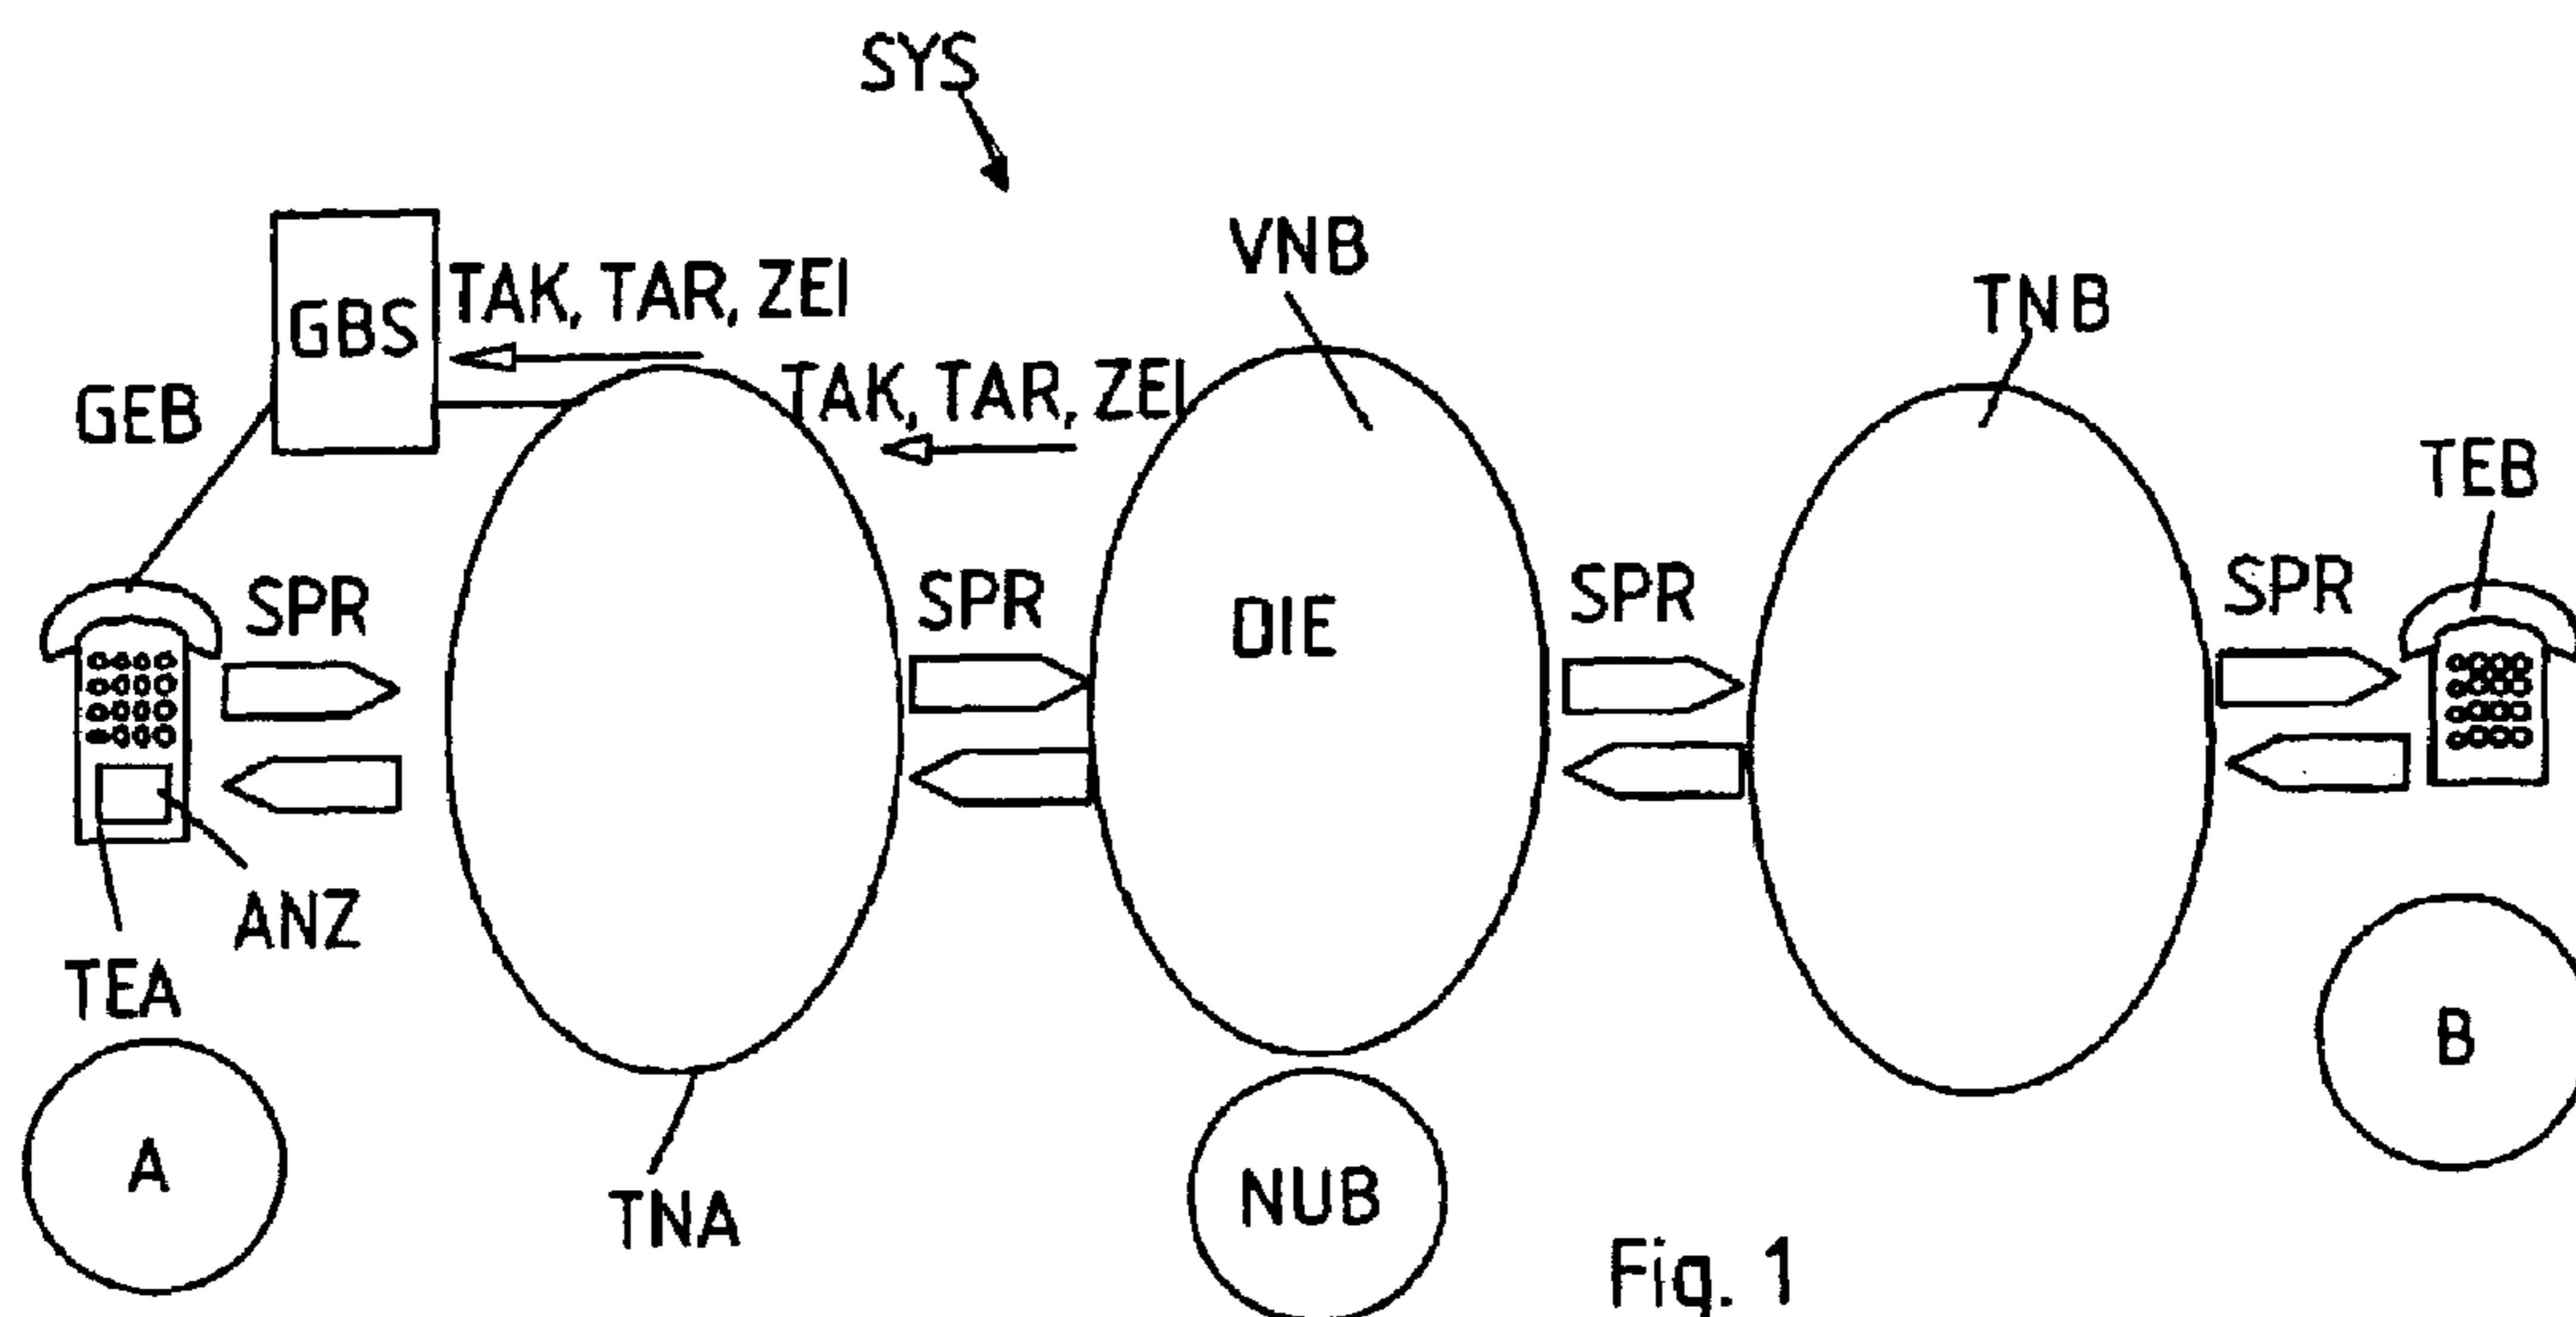 SYS
VNB
GBS
TAK, TAR, ZEI
TNB
TAK, TAR, ZEI
GEB
TEB
SPR
SPR
DIE
SPR
SPR
ANZ
TEA
A
B
TNA
NUB
Fig. 1